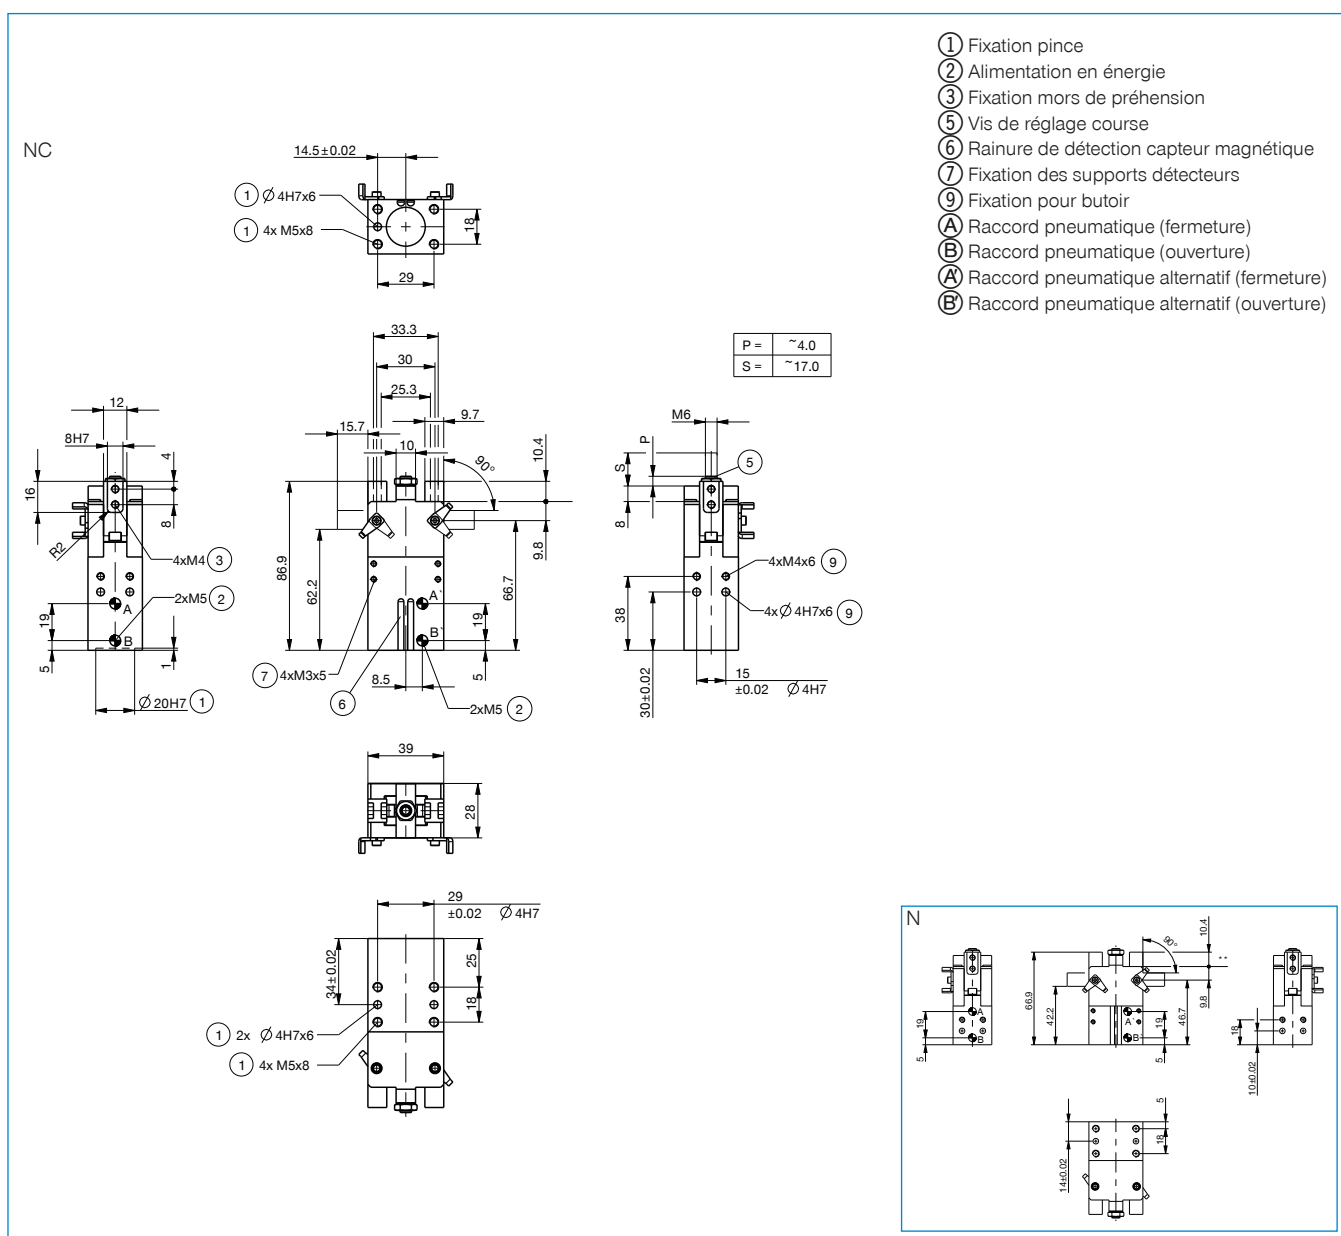 ① Fixation pince
② Alimentation en énergie
③ Fixation mors de préhension
⑤ Vis de réglage course
⑥ Rainure de détection capteur magnétique
⑦ Fixation des supports détecteurs
⑨ Fixation pour butoir
Ⓐ Raccord pneumatique (fermeture)
Ⓑ Raccord pneumatique (ouverture)
A' Raccord pneumatique alternatif (fermeture)
B' Raccord pneumatique alternatif (ouverture)
NC
14.5±0.02
① Ø 4H7x6
① 4x M5x8
18
29
33.3
30
25.3
15.7
9.7
10
10.4
90°
86.9
62.2
66.7
9.8
A`
B`
19
5
8.5
⑦ 4xM3x5
⑥
2xM5 ②
P = ~4.0
S = ~17.0
12
8H7
4
16
8
R2
4xM4 ③
2xM5 ②
A
B
19
5
1
Ø 20H7 ①
M6
P
S
8
⑤
4xM4x6 ⑨
4x Ø 4H7x6 ⑨
38
30±0.02
15
±0.02 Ø 4H7
39
28
29
±0.02 Ø 4H7
34±0.02
25
18
① 2x Ø 4H7x6
① 4x M5x8
N
A
B
19
5
66.9
42.2
90°
10.4
9.8
46.7
A`
B`
19
5
18
10±0.02
14±0.02
5
18